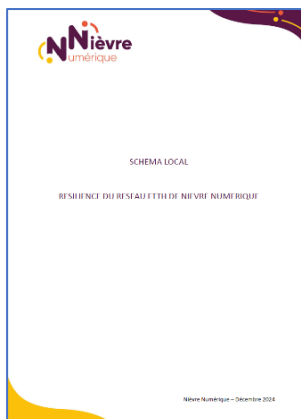 Nièvre
Numérique
SCHEMA LOCAL
RESILIENCE DU RESEAU FTTH DE NIEVRE NUMERIQUE
Nièvre Numérique – Décembre 2024